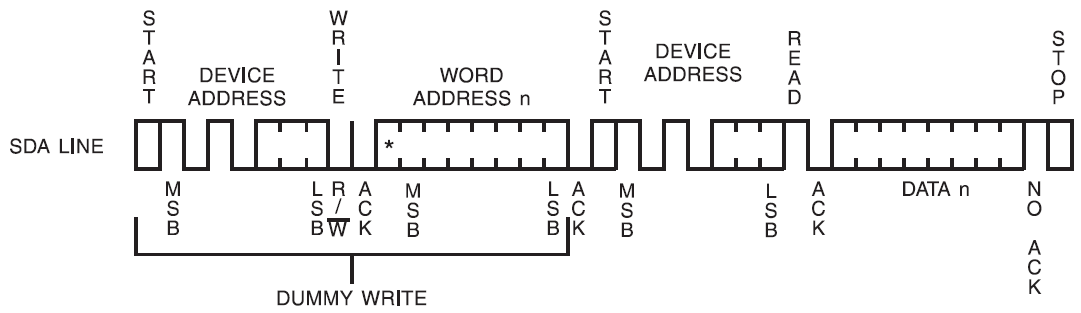 START
WRITE
START
READ
STOP
DEVICE
ADDRESS
WORD
ADDRESS n
DEVICE
ADDRESS
SDA LINE
*
MSB
LSB
R/W
ACK
MSB
LSB
ACK
MSB
LSB
ACK
DATA n
NO ACK
DUMMY WRITE